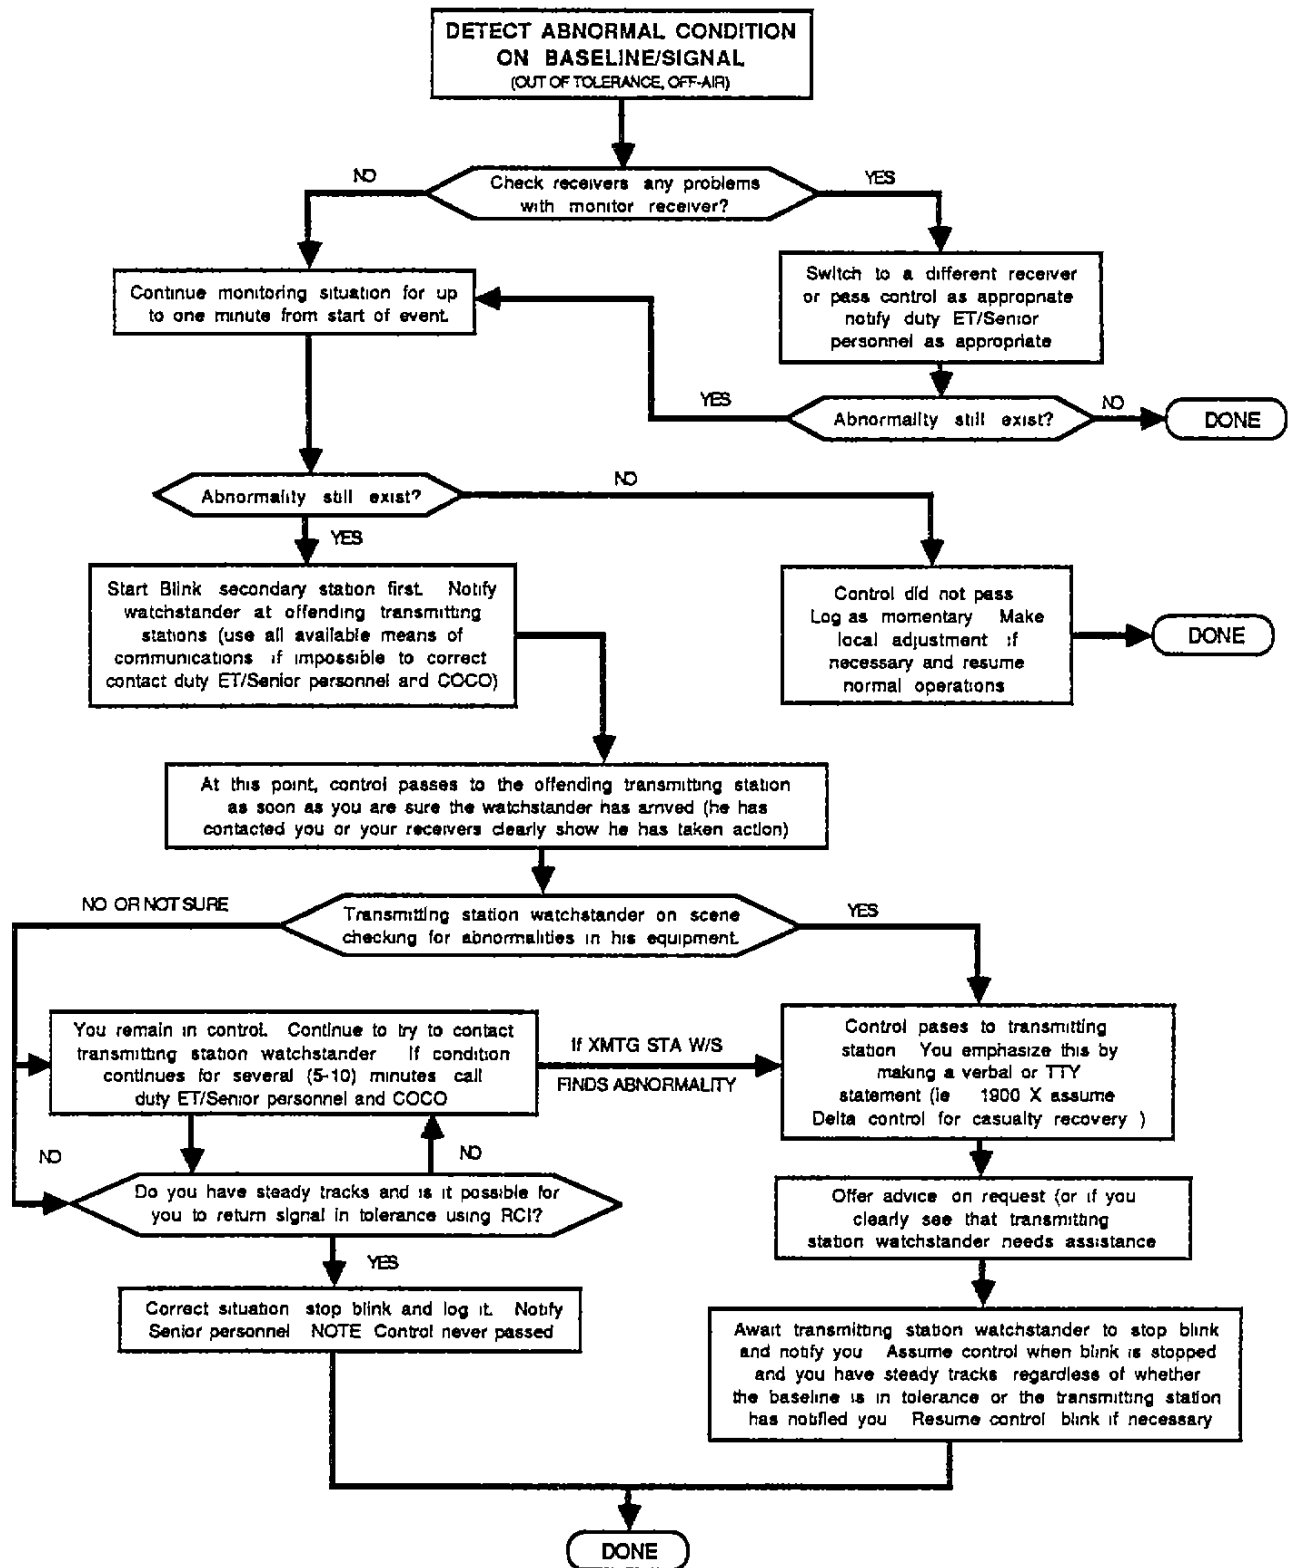 DETECT ABNORMAL CONDITION
ON BASELINE/SIGNAL
(OUT OF TOLERANCE, OFF-AIR)
NO
Check receivers any problems
with monitor receiver?
YES
Continue monitoring situation for up
to one minute from start of event.
Switch to a different receiver
or pass control as appropriate
notify duty ET/Senior
personnel as appropriate
YES
Abnormality still exist?
NO
DONE
Abnormality still exist?
NO
YES
Start Blink secondary station first. Notify
watchstander at offending transmitting
stations (use all available means of
communications if impossible to correct
contact duty ET/Senior personnel and COCO)
Control did not pass
Log as momentary Make
local adjustment if
necessary and resume
normal operations
DONE
At this point, control passes to the offending transmitting station
as soon as you are sure the watchstander has arrived (he has
contacted you or your receivers clearly show he has taken action)
NO OR NOT SURE
Transmitting station watchstander on scene
checking for abnormalities in his equipment.
YES
You remain in control. Continue to try to contact
transmitting station watchstander If condition
continues for several (5-10) minutes call
duty ET/Senior personnel and COCO
If XMTG STA W/S
FINDS ABNORMALITY
Control pases to transmitting
station You emphasize this by
making a verbal or TTY
statement (ie 1900 X assume
Delta control for casualty recovery )
NO
NO
Do you have steady tracks and is it possible for
you to return signal in tolerance using RCI?
YES
Offer advice on request (or if you
clearly see that transmitting
station watchstander needs assistance
Correct situation stop blink and log it. Notify
Senior personnel NOTE Control never passed
Await transmitting station watchstander to stop blink
and notify you Assume control when blink is stopped
and you have steady tracks regardless of whether
the baseline is in tolerance or the transmitting station
has notified you Resume control blink if necessary
DONE